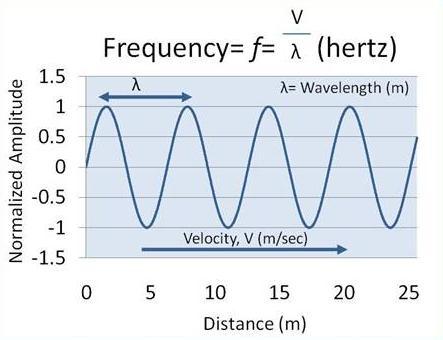 V
Frequency= f= λ (hertz)
1.5
λ
λ= Wavelength (m)
1
0.5
0
-0.5
-1
Velocity, V (m/sec)
-1.5
Normalized Amplitude
0 5 10 15 20 25
Distance (m)